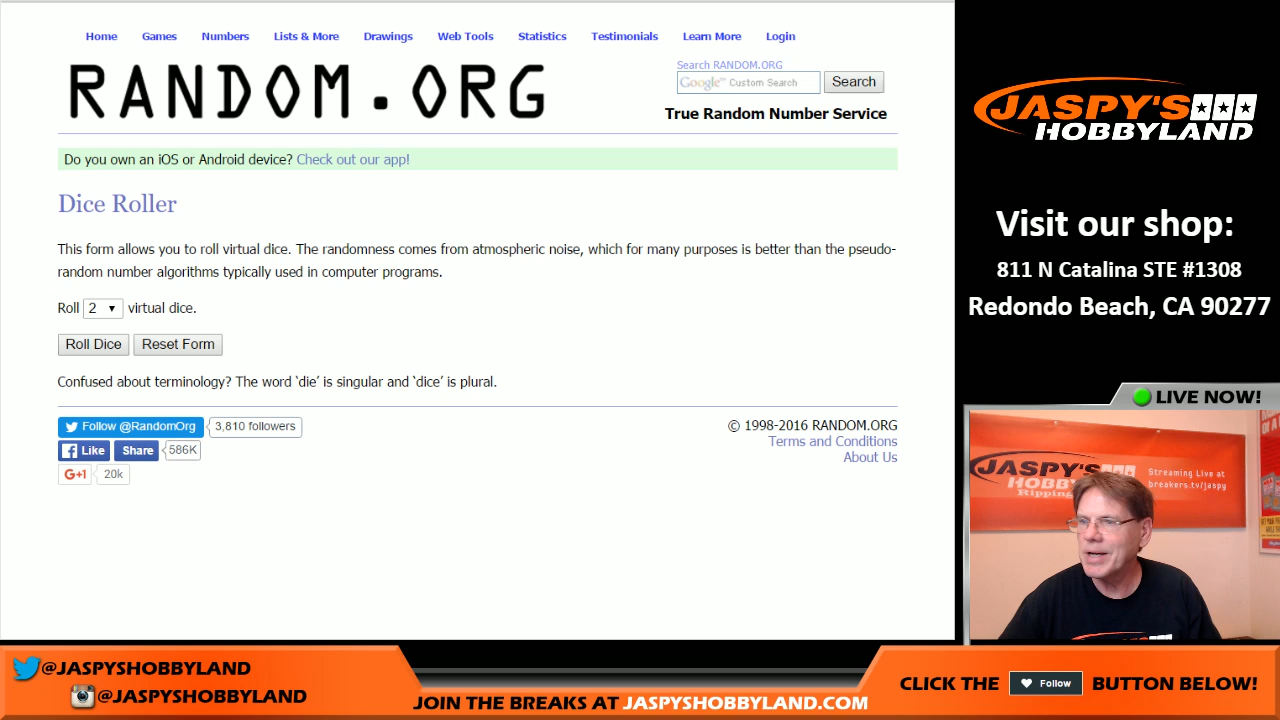 Home Games Numbers Lists & More Drawings Web Tools Statistics Testimonials Learn More Login
RANDOM.ORG
Search RANDOM.ORG
Google™ Custom Search Search
True Random Number Service
Do you own an iOS or Android device? Check out our app!
Dice Roller
This form allows you to roll virtual dice. The randomness comes from atmospheric noise, which for many purposes is better than the pseudo-
random number algorithms typically used in computer programs.
Roll 2 virtual dice.
Roll Dice Reset Form
Confused about terminology? The word ‘die’ is singular and ‘dice’ is plural.
Follow @RandomOrg 3,810 followers
Like Share 586K
G+1 20k
© 1998-2016 RANDOM.ORG
Terms and Conditions
About Us
JASPY'S
HOBBYLAND
Visit our shop:
811 N Catalina STE #1308
Redondo Beach, CA 90277
LIVE NOW!
JASPY'S
HOBBYLAND
Ripping
Streaming Live at
breakers.tv/jaspy
JASPY'S
@JASPYSHOBBYLAND
@JASPYSHOBBYLAND
JOIN THE BREAKS AT JASPYSHOBBYLAND.COM
CLICK THE Follow BUTTON BELOW!